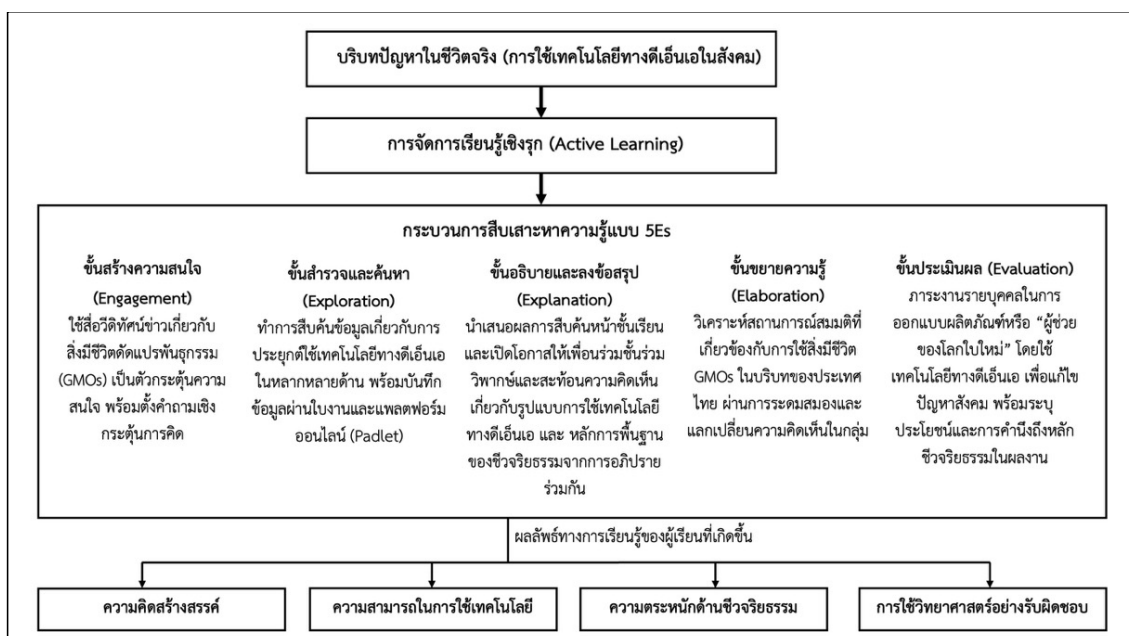 บริบทปัญหาในชีวิตจริง (การใช้เทคโนโลยีทางดีเอ็นเอในสังคม)
การจัดการเรียนรู้เชิงรุก (Active Learning)
กระบวนการสืบเสาะหาความรู้แบบ 5Es
ขั้นสร้างความสนใจ
(Engagement)
ใช้สื่อวีดิทัศน์ข่าวเกี่ยวกับ
สิ่งมีชีวิตดัดแปรพันธุกรรม
(GMOs) เป็นตัวกระตุ้นความ
สนใจ พร้อมตั้งคำถามเชิง
กระตุ้นการคิด
ขั้นสำรวจและค้นหา
(Exploration)
ทำการสืบค้นข้อมูลเกี่ยวกับการ
ประยุกต์ใช้เทคโนโลยีทางดีเอ็นเอ
ในหลากหลายด้าน พร้อมบันทึก
ข้อมูลผ่านใบงานและแพลตฟอร์ม
ออนไลน์ (Padlet)
ขั้นอธิบายและลงข้อสรุป
(Explanation)
นำเสนอผลการสืบค้นหน้าชั้นเรียน
และเปิดโอกาสให้เพื่อนร่วมชั้นร่วม
วิพากษ์และสะท้อนความคิดเห็น
เกี่ยวกับรูปแบบการใช้เทคโนโลยี
ทางดีเอ็นเอ และ หลักการพื้นฐาน
ของชีวจริยธรรมจากการอภิปราย
ร่วมกัน
ขั้นขยายความรู้
(Elaboration)
วิเคราะห์สถานการณ์สมมติที่
เกี่ยวข้องกับการใช้สิ่งมีชีวิต
GMOs ในบริบทของประเทศ
ไทย ผ่านการระดมสมองและ
แลกเปลี่ยนความคิดเห็นในกลุ่ม
ขั้นประเมินผล (Evaluation)
ภาระงานรายบุคคลในการ
ออกแบบผลิตภัณฑ์หรือ “ผู้ช่วย
ของโลกใบใหม่” โดยใช้
เทคโนโลยีทางดีเอ็นเอ เพื่อแก้ไข
ปัญหาสังคม พร้อมระบุ
ประโยชน์และการคำนึงถึงหลัก
ชีวจริยธรรมในผลงาน
ผลลัพธ์ทางการเรียนรู้ของผู้เรียนที่เกิดขึ้น
ความคิดสร้างสรรค์
ความสามารถในการใช้เทคโนโลยี
ความตระหนักด้านชีวจริยธรรม
การใช้วิทยาศาสตร์อย่างรับผิดชอบ